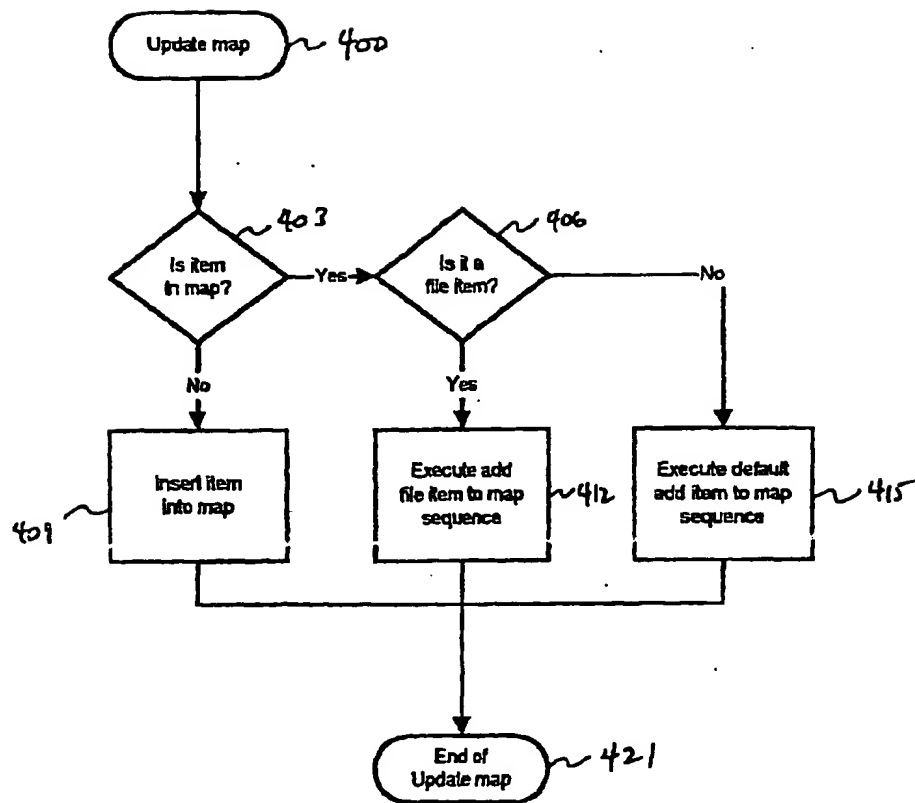 Update map
400
403
406
Is item
in map?
Yes
Is it a
file item?
No
No
Yes
Insert item
into map
Execute add
file item to map
sequence
Execute default
add item to map
sequence
409
412
415
End of
Update map
421